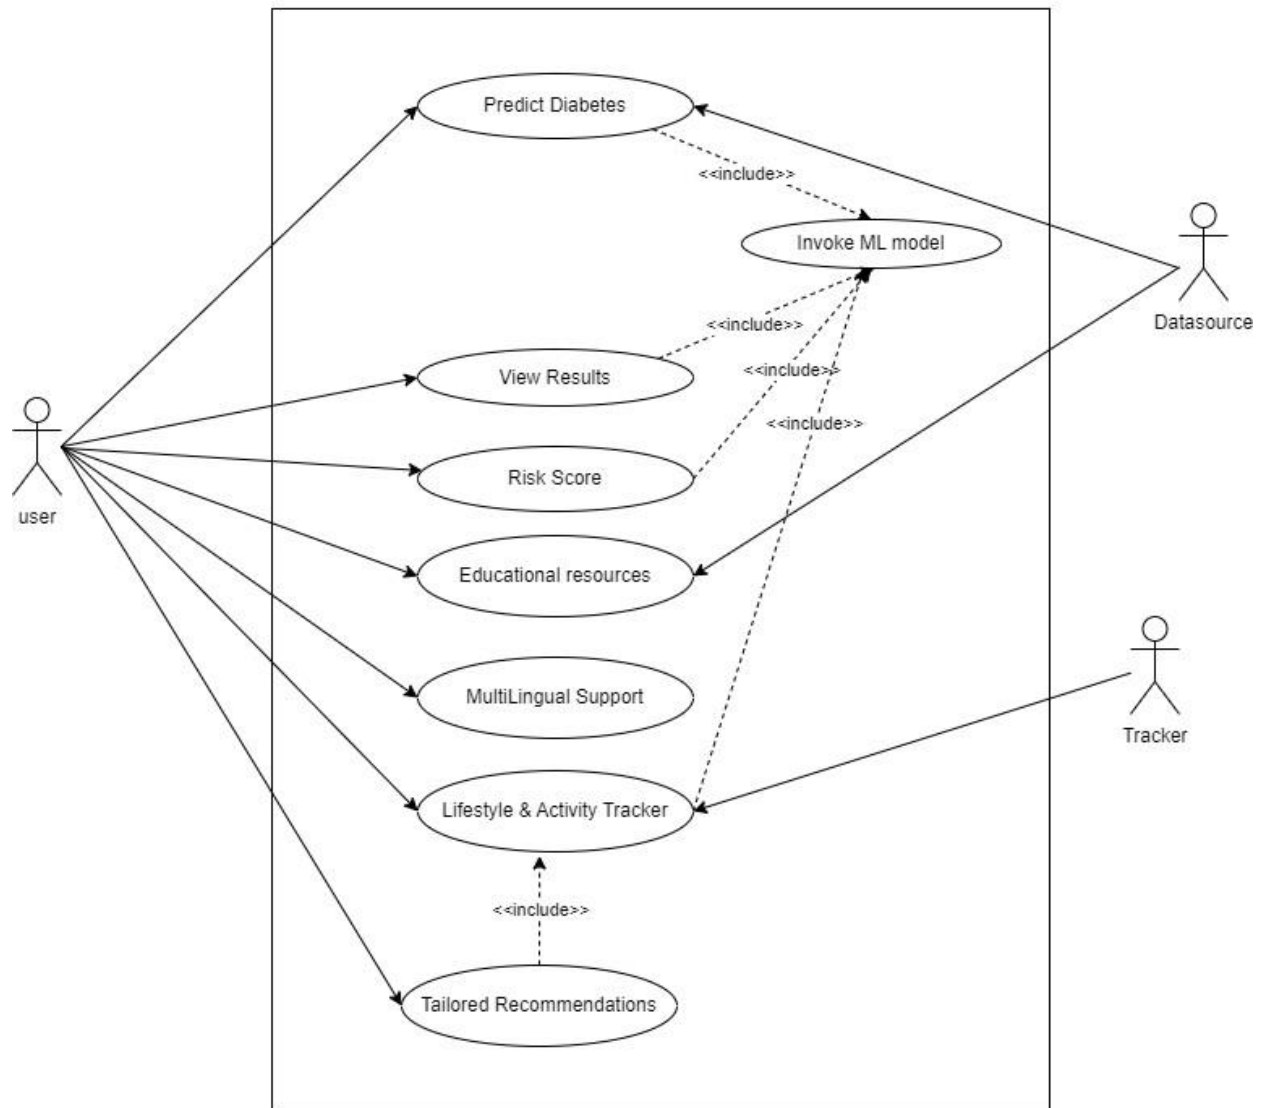 Predict Diabetes
<<include>>
Invoke ML model
Datasource
<<include>>
View Results
<<include>>
<<include>>
Risk Score
user
Educational resources
MultiLingual Support
Tracker
Lifestyle & Activity Tracker
<<include>>
Tailored Recommendations